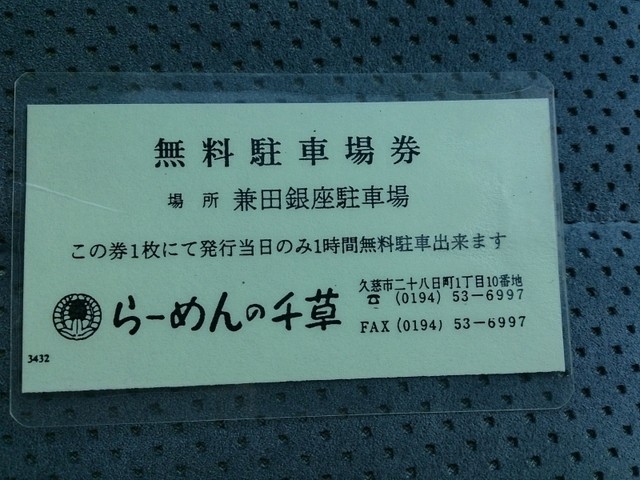 無料駐車場券
場所 兼田銀座駐車場
この券1枚にて発行当日のみ1時間無料駐車出来ます
らーめんの千草
久慈市二十八日町1丁目10番地
☎ (0194) 53-6997
FAX (0194) 53-6997
3432